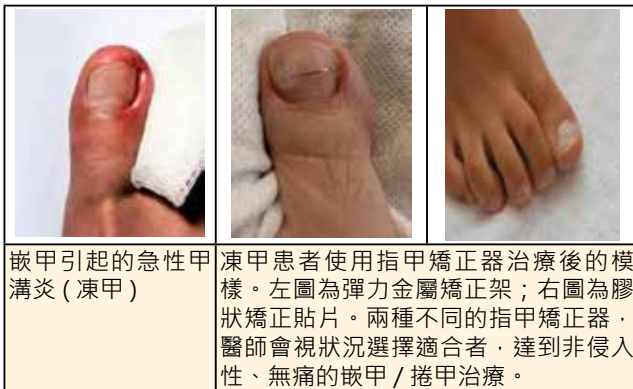 嵌甲引起的急性甲
溝炎 ( 凍甲 )
凍甲患者使用指甲矯正器治療後的模
樣。左圖為彈力金屬矯正架；右圖為膠
狀矯正貼片。兩種不同的指甲矯正器，
醫師會視狀況選擇適合者，達到非侵入
性、無痛的嵌甲 / 捲甲治療。